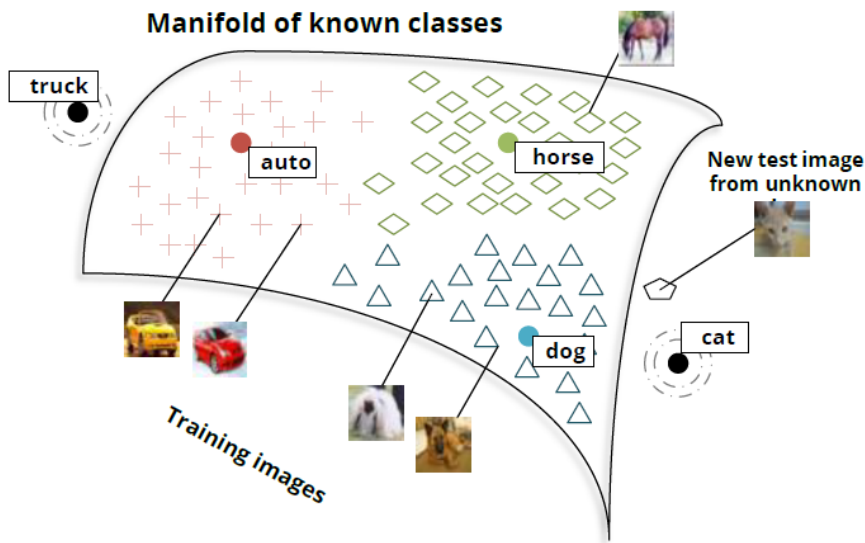 Manifold of known classes
truck
auto
horse
New test image
from unknown
cat
dog
Training images